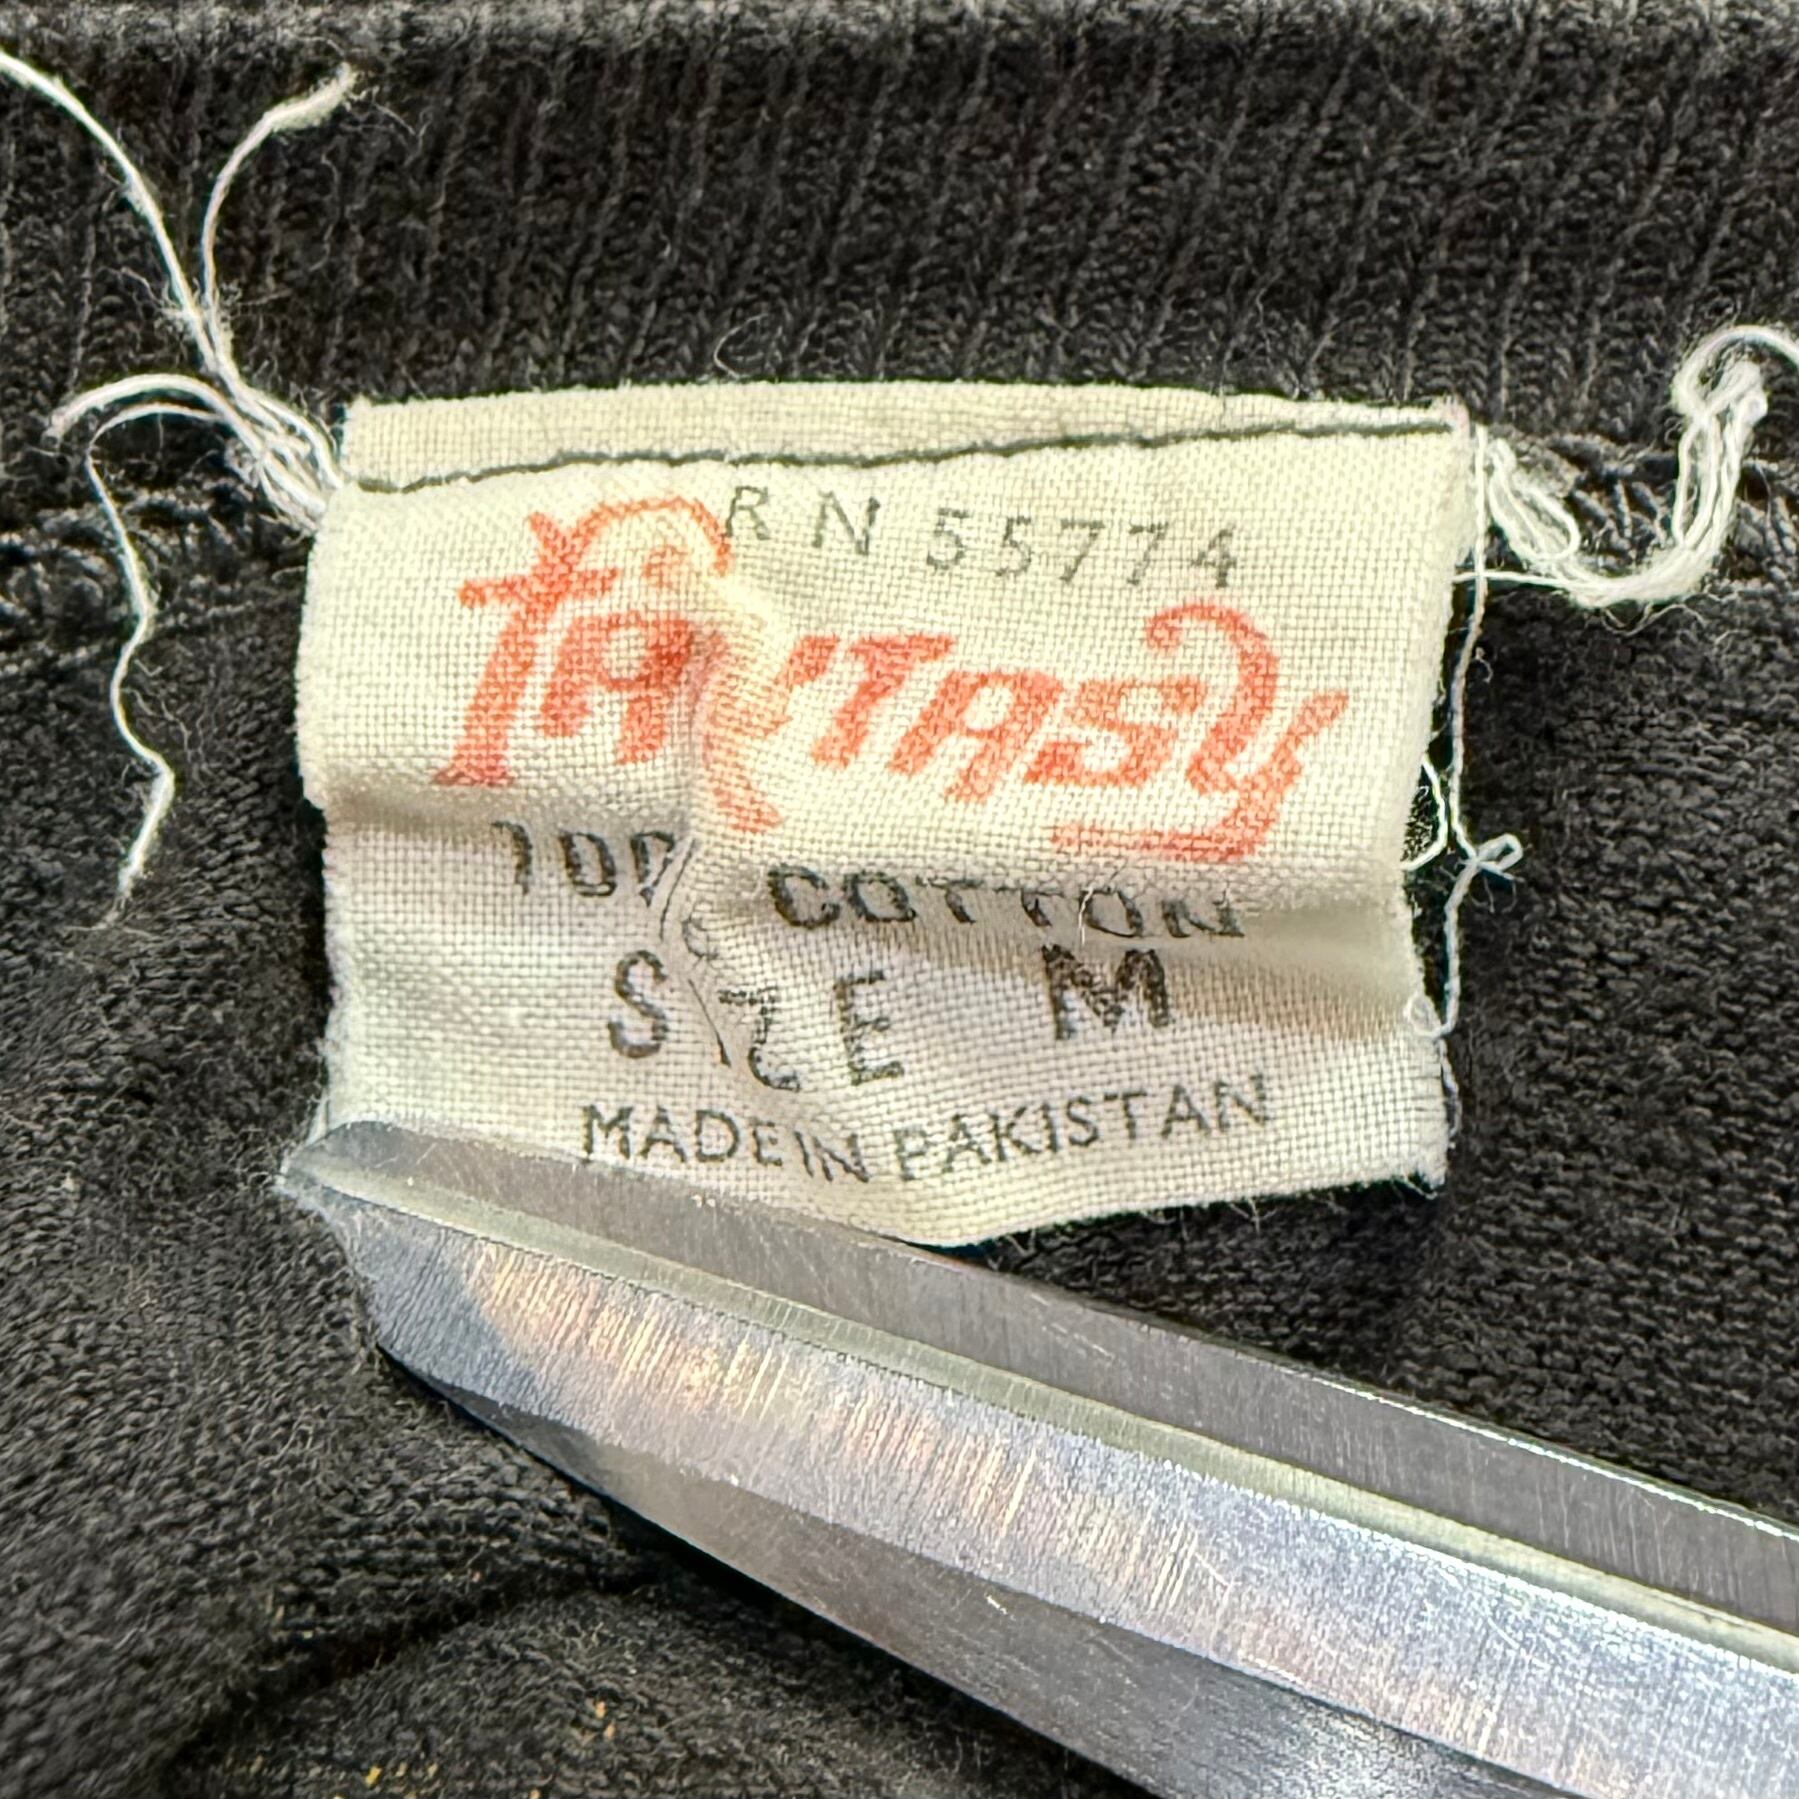 RN 55774
FANTASY
100% COTTON
SIZE M
MADE IN PAKISTAN